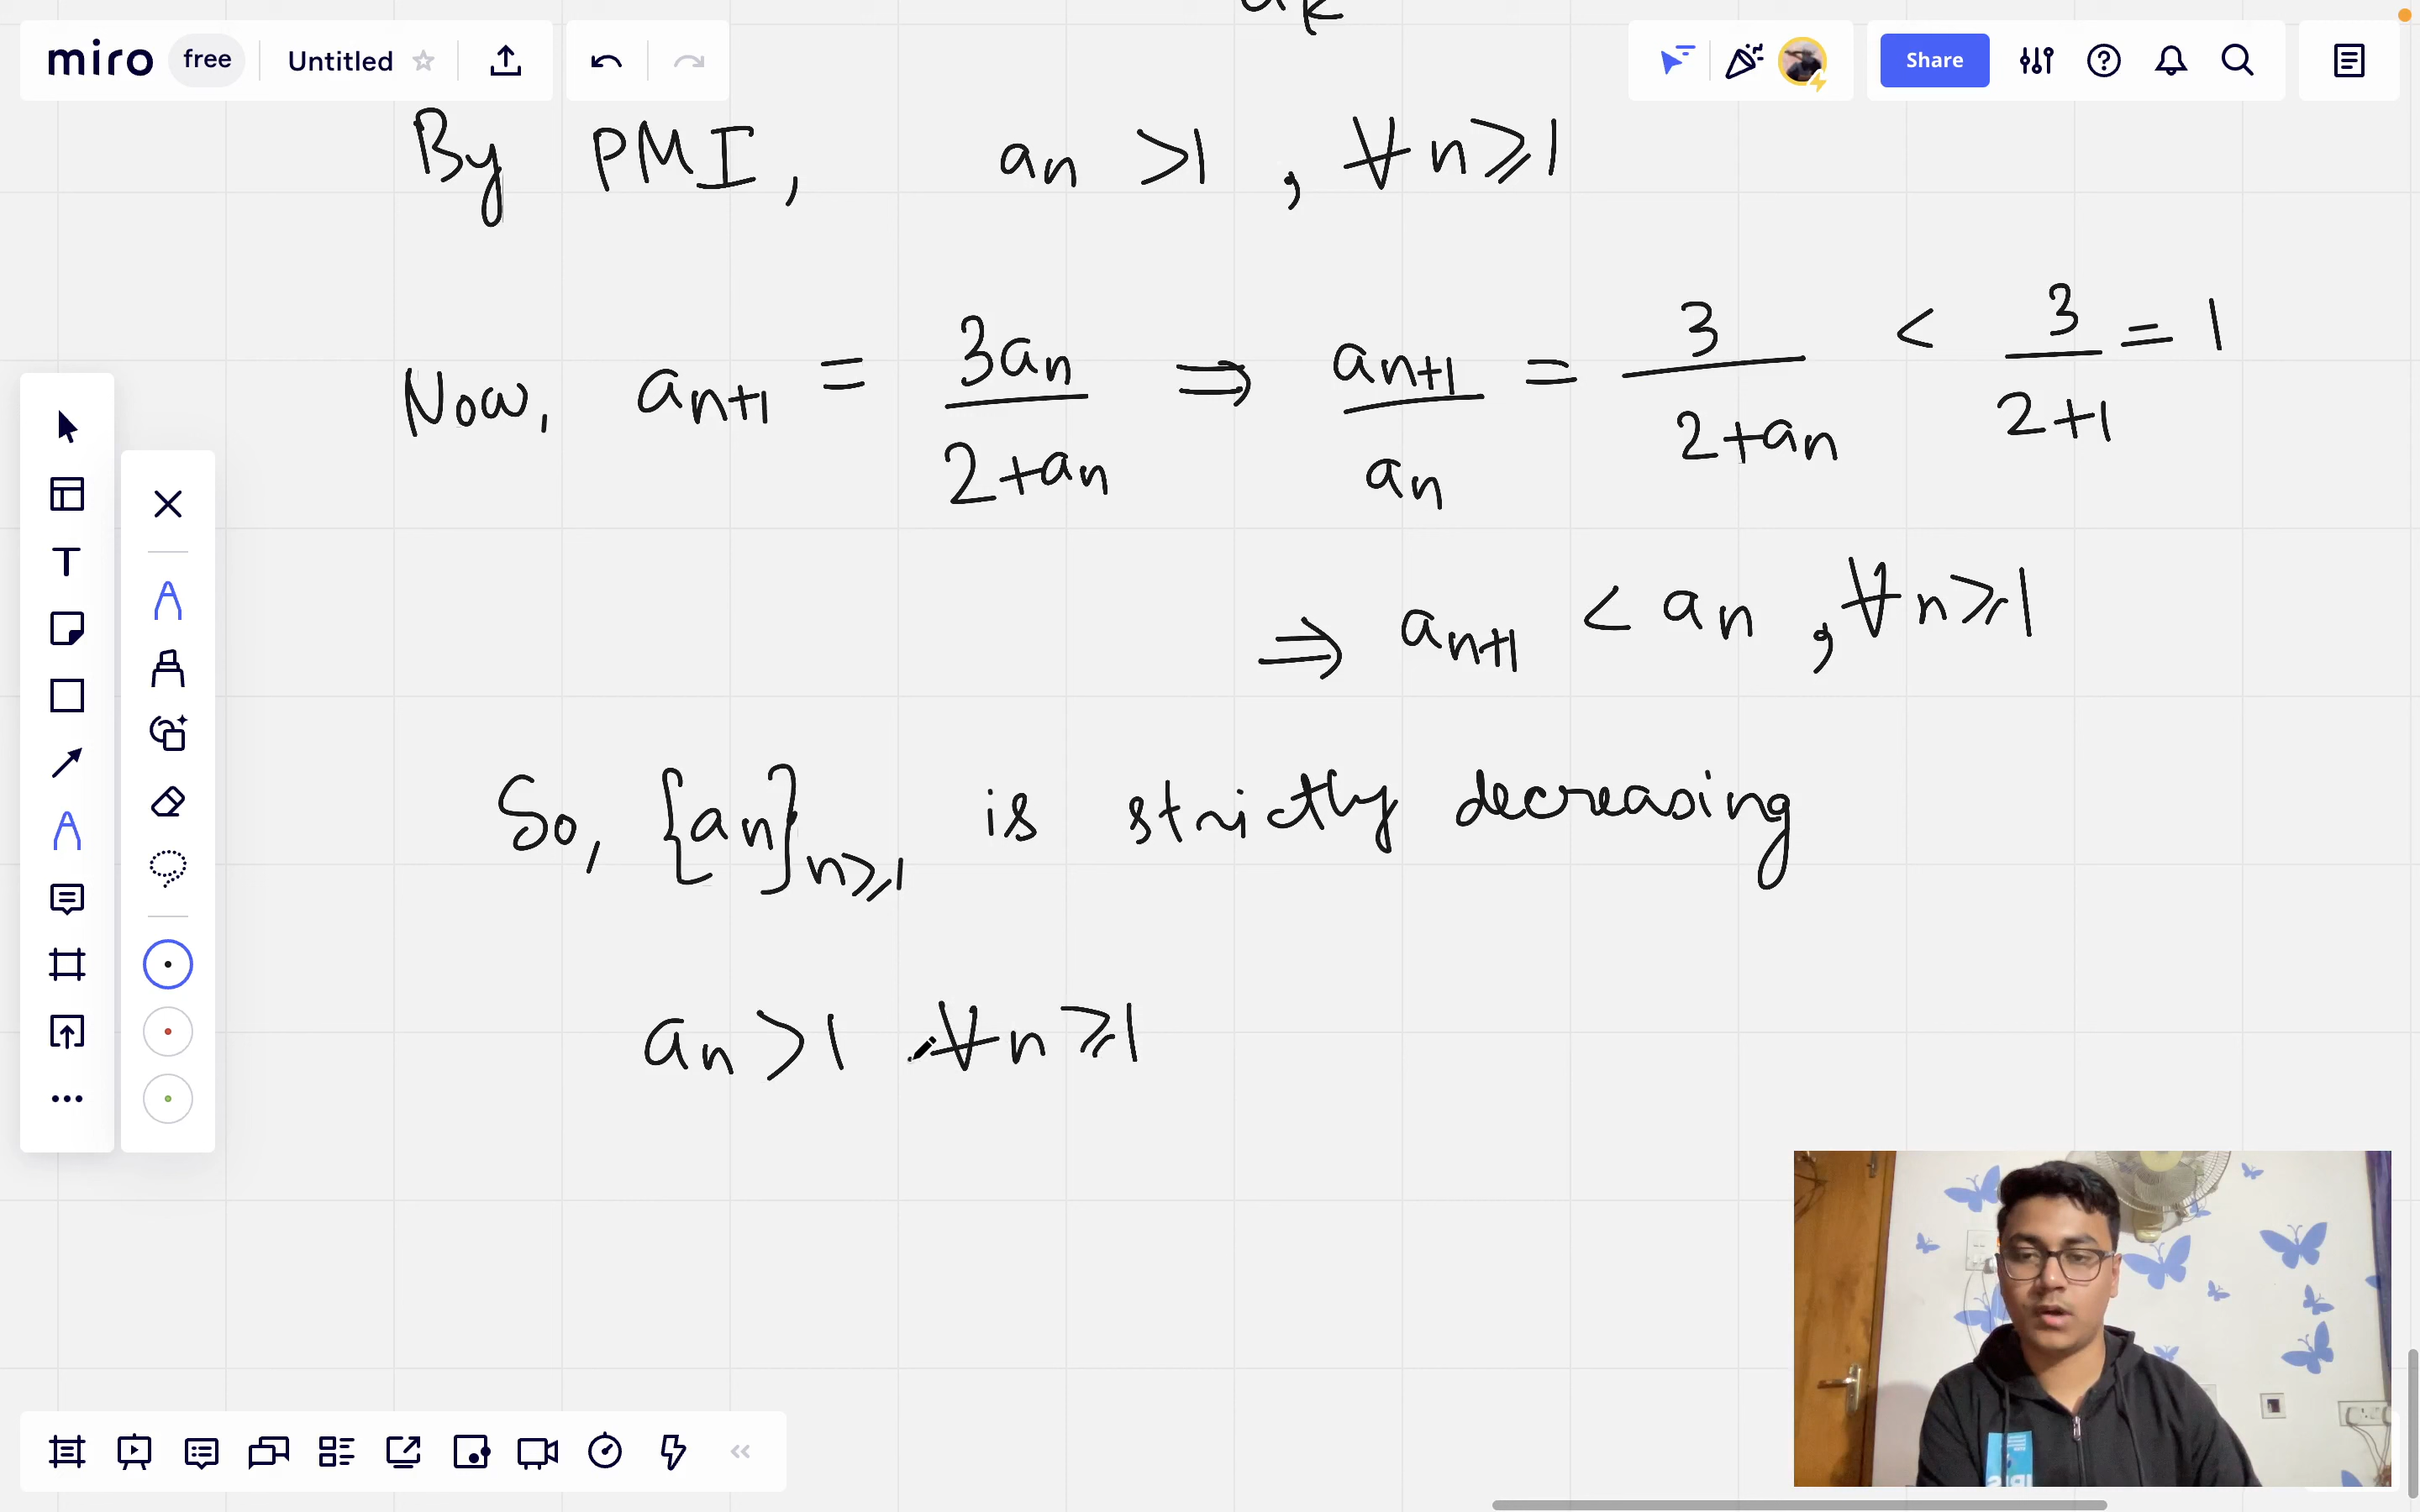 miro free Untitled Share
By PMI, an >1 , ∀n⩾1
Now, an+1 = 3an/2+an ⇒ an+1/an = 3/2+an < 3/2+1 = 1
⇒ an+1 < an , ∀n⩾1
So, {an}n⩾1 is strictly decreasing
an >1 ∀n⩾1